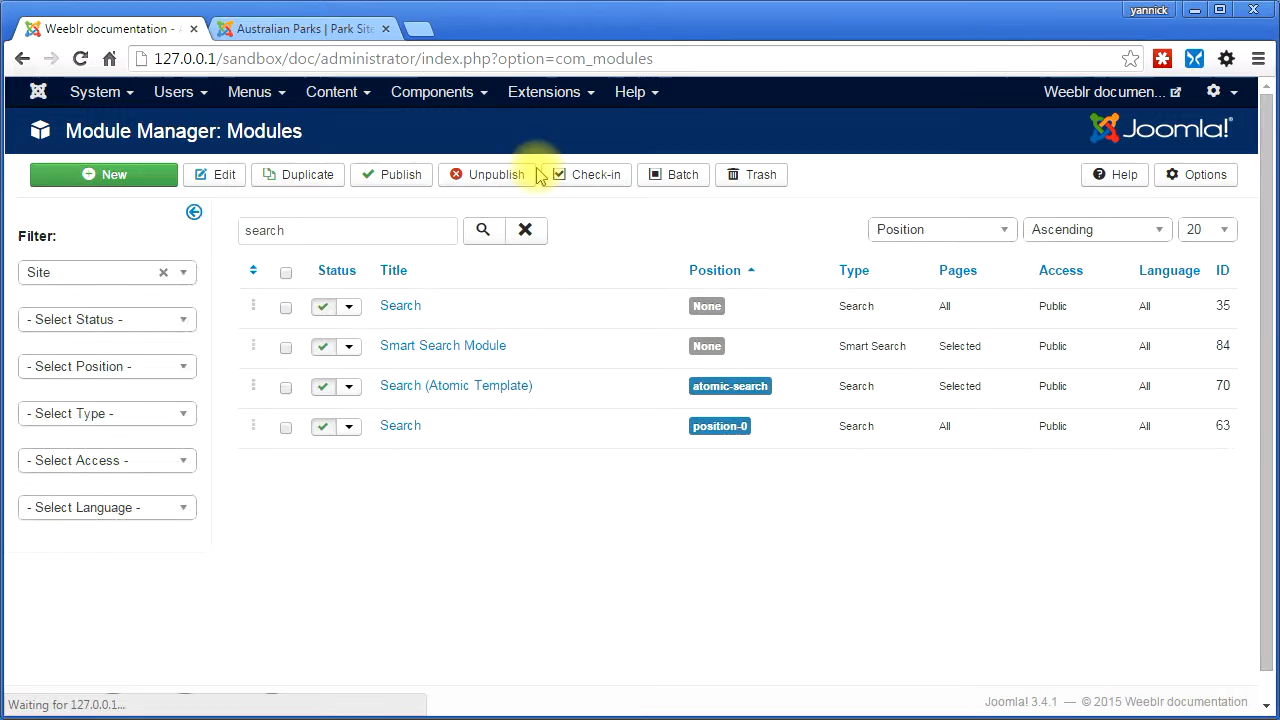 yannick
Weeblr documentation - A
Australian Parks | Park Site
127.0.0.1/sandbox/doc/administrator/index.php?option=com_modules
System Users Menus Content Components Extensions Help Weeblr documen...
Module Manager: Modules
Joomla!
New Edit Duplicate Publish Unpublish Check-in Batch Trash Help Options
Filter:
search
Position Ascending 20
Site
- Select Status -
- Select Position -
- Select Type -
- Select Access -
- Select Language -
Status Title Position Type Pages Access Language ID
Search None Search All Public All 35
Smart Search Module None Smart Search Selected Public All 84
Search (Atomic Template) atomic-search Search Selected Public All 70
Search position-0 Search All Public All 63
Waiting for 127.0.0.1...
Joomla! 3.4.1 — © 2015 Weeblr documentation